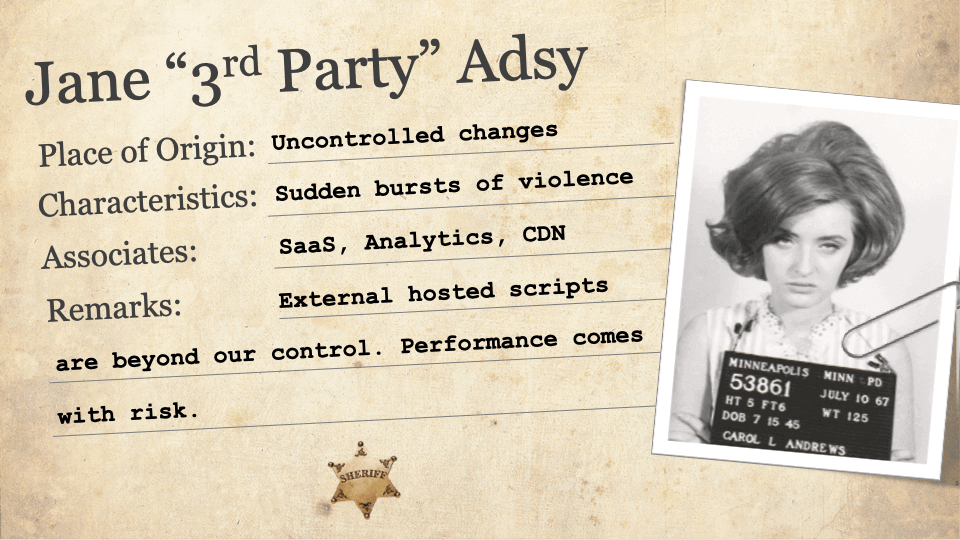 Jane “3rd Party” Adsy
Place of Origin: Uncontrolled changes
Characteristics: Sudden bursts of violence
Associates: SaaS, Analytics, CDN
Remarks: External hosted scripts
are beyond our control. Performance comes
with risk.
SHERIFF
MINNEAPOLIS MINN PD
53861 JULY 10 67
HT 5 FT6 WT 125
DOB 7 15 45
CAROL L ANDREWS